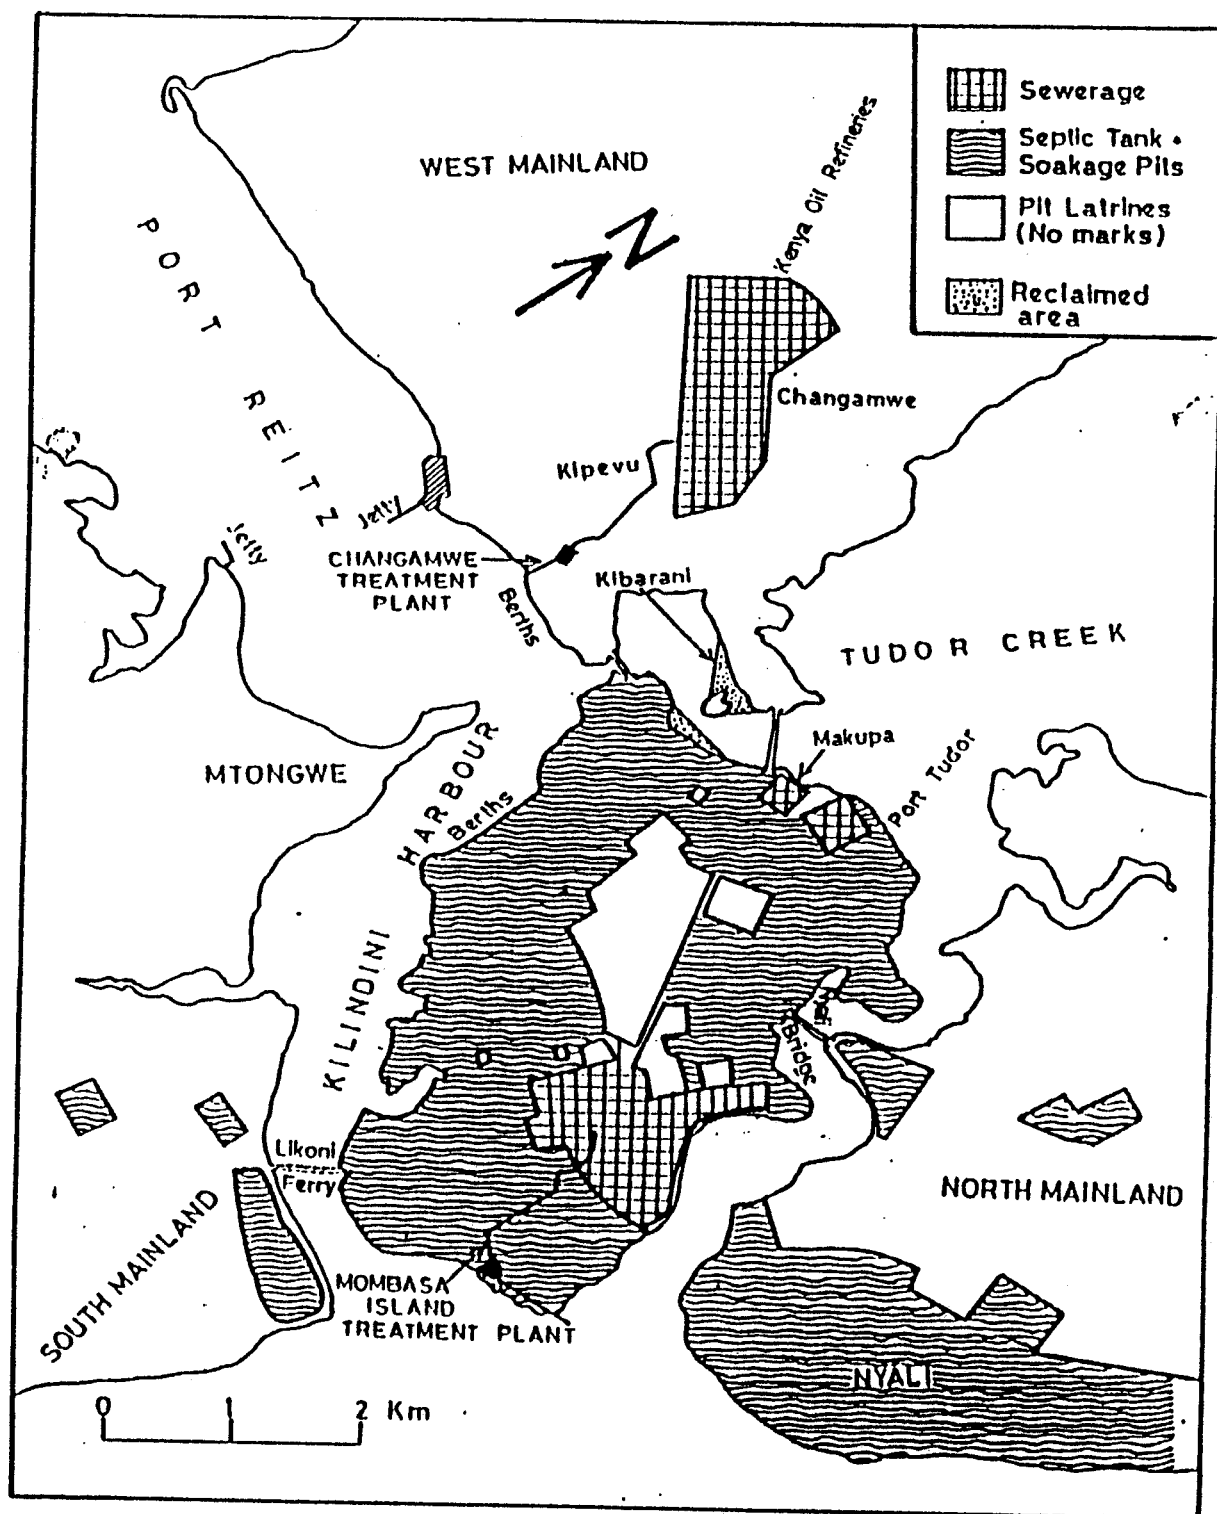 Sewerage
Septic Tank •
Soakage Pits
Pit Latrines
(No marks)
Reclaimed
area
WEST MAINLAND
Kenya Oil Refineries
N
PORT REITZ
Changamwe
Kipevu
Jetty
Jetty
CHANGAMWE
TREATMENT
PLANT
Berths
Kibarani
TUDOR CREEK
Makupa
Port Tudor
MTONGWE
KILINDINI HARBOUR
Berths
Bridge
Likoni
Ferry
NORTH MAINLAND
SOUTH MAINLAND
MOMBASA
ISLAND
TREATMENT PLANT
NYALI
0 1 2 Km